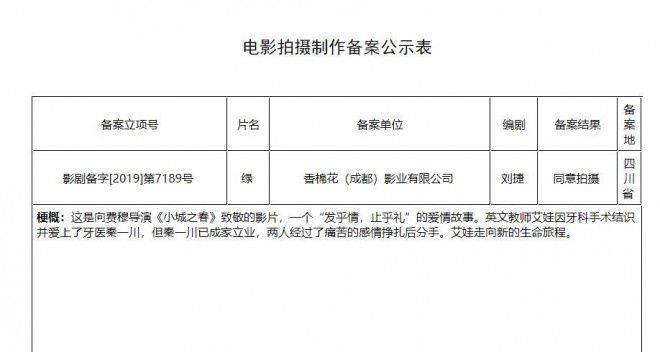 电影拍摄制作备案公示表
备案立项号 片名 备案单位 编剧 备案结果 备案地
影剧备字[2019]第7189号 绿 香棉花（成都）影业有限公司 刘捷 同意拍摄 四川省
梗概：这是向费穆导演《小城之春》致敬的影片，一个“发乎情，止乎礼”的爱情故事。英文教师艾娃因牙科手术结识
并爱上了牙医秦一川，但秦一川已成家立业，两人经过了痛苦的感情挣扎后分手。艾娃走向新的生命旅程。